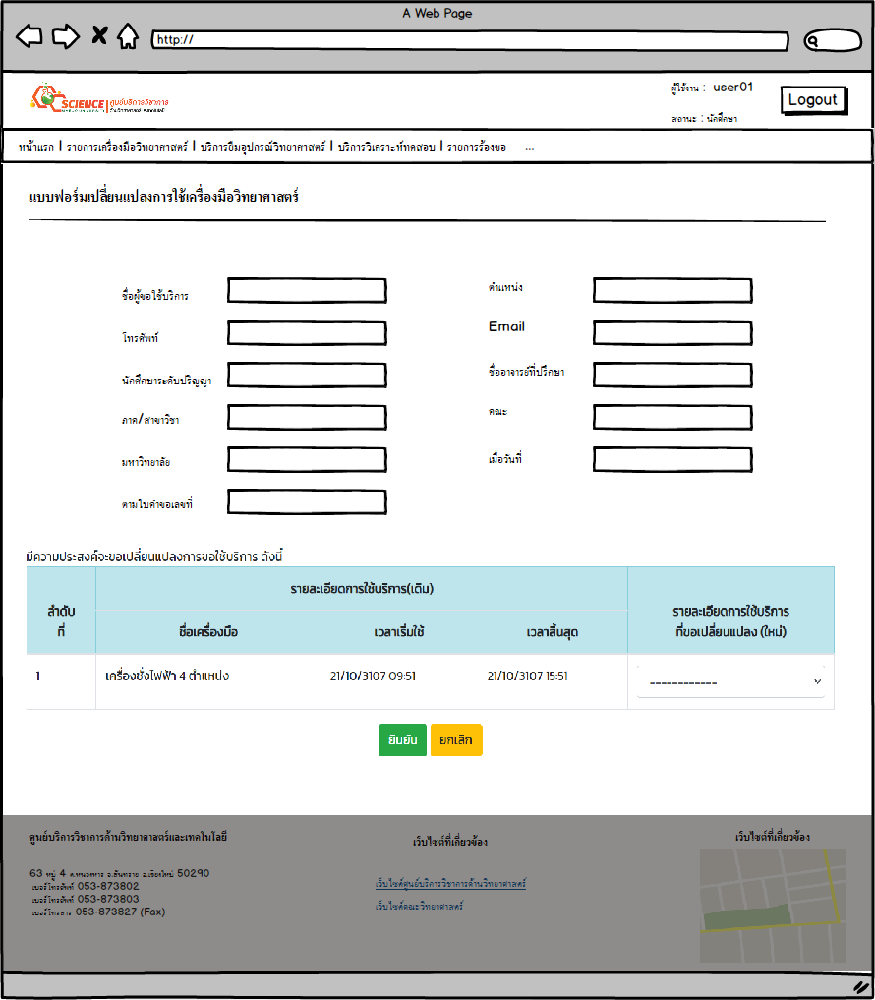 A Web Page
http://
SCIENCE | ศูนย์บริการวิชาการ
ผู้ใช้งาน : user01
สถานะ : นักศึกษา
Logout
หน้าแรก | รายการเครื่องมือวิทยาศาสตร์ | บริการยืมอุปกรณ์วิทยาศาสตร์ | บริการวิเคราะห์ทดสอบ | รายการร้องขอ ...
แบบฟอร์มเปลี่ยนแปลงการใช้เครื่องมือวิทยาศาสตร์
ชื่อผู้ขอใช้บริการ
ตำแหน่ง
โทรศัพท์
Email
นักศึกษาระดับปริญญา
ชื่ออาจารย์ที่ปรึกษา
ภาค/สาขาวิชา
คณะ
มหาวิทยาลัย
เมื่อวันที่
ตามใบคำขอเลขที่
มีความประสงค์จะขอเปลี่ยนแปลงการขอใช้บริการ ดังนี้
ลำดับ
ที่
รายละเอียดการใช้บริการ(เดิม)
ชื่อเครื่องมือ
เวลาเริ่มใช้
เวลาสิ้นสุด
รายละเอียดการใช้บริการ
ที่ขอเปลี่ยนแปลง (ใหม่)
1
เครื่องชั่งไฟฟ้า 4 ตำแหน่ง
21/10/3107 09:51
21/10/3107 15:51
------------
ยืนยัน
ยกเลิก
ศูนย์บริการวิชาการด้านวิทยาศาสตร์และเทคโนโลยี
63 หมู่ 4 ต.หนองหาร อ.สันทราย จ.เชียงใหม่ 50290
เบอร์โทรศัพท์ 053-873802
เบอร์โทรศัพท์ 053-873803
เบอร์โทรสาร 053-873827 (Fax)
เว็บไซต์ที่เกี่ยวข้อง
เว็บไซต์ศูนย์บริการวิชาการด้านวิทยาศาสตร์
เว็บไซต์คณะวิทยาศาสตร์
เว็บไซต์ที่เกี่ยวข้อง